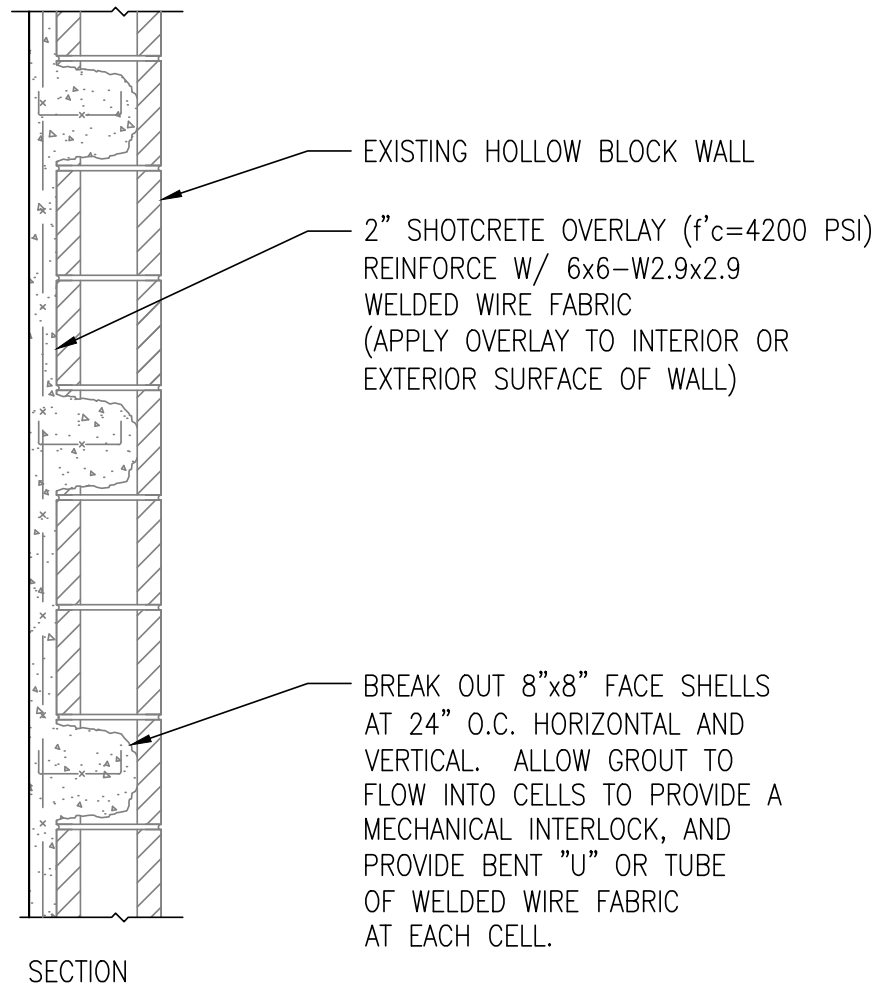 EXISTING HOLLOW BLOCK WALL
2" SHOTCRETE OVERLAY (f'c=4200 PSI)
REINFORCE W/ 6x6-W2.9x2.9
WELDED WIRE FABRIC
(APPLY OVERLAY TO INTERIOR OR
EXTERIOR SURFACE OF WALL)
BREAK OUT 8"x8" FACE SHELLS
AT 24" O.C. HORIZONTAL AND
VERTICAL. ALLOW GROUT TO
FLOW INTO CELLS TO PROVIDE A
MECHANICAL INTERLOCK, AND
PROVIDE BENT "U" OR TUBE
OF WELDED WIRE FABRIC
AT EACH CELL.
SECTION